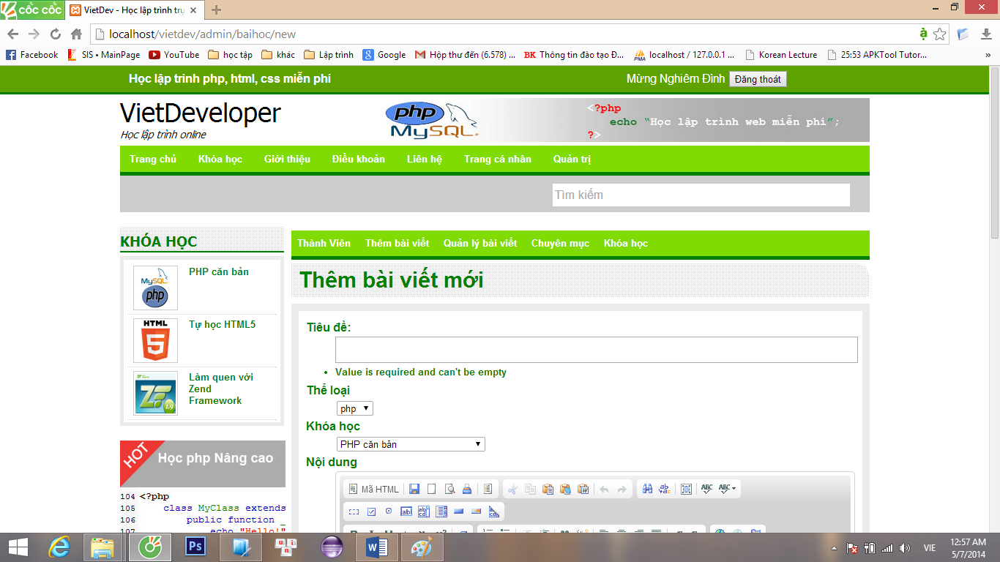 CỐC CỐC
VietDev - Học lập trình trự
localhost/vietdev/admin/baihoc/new
Facebook SIS • MainPage YouTube học tập khác Lập trình Google Hộp thư đến (6.578) ... BK Thông tin đào tạo Đ... PMA localhost / 127.0.0.1 ... Korean Lecture 25:53 APKTool Tutor... »
Học lập trình php, html, css miễn phí Mừng Nghiêm Đình Đăng thoát
VietDeveloper
Học lập trình online
php
MySQL
<?php
echo “Học lập trình web miễn phí”;
?>
Trang chủ Khóa học Giới thiệu Điều khoản Liên hệ Trang cá nhân Quản trị
Tìm kiếm
KHÓA HỌC
MySQL
php
PHP căn bản
HTML
5
Tự học HTML5
ZF 1.9
Làm quen với
Zend
Framework
HOT
Học php Nâng cao
104 <?php
105 class MyClass extends
106 public function _
107 echo "Hello!"
Thành Viên Thêm bài viết Quản lý bài viết Chuyên mục Khóa học
Thêm bài viết mới
Tiêu đề:
• Value is required and can't be empty
Thể loại
php
Khóa học
PHP căn bản
Nội dung
Mã HTML
ABC ABC
Ps
W
VIE
12:57 AM
5/7/2014